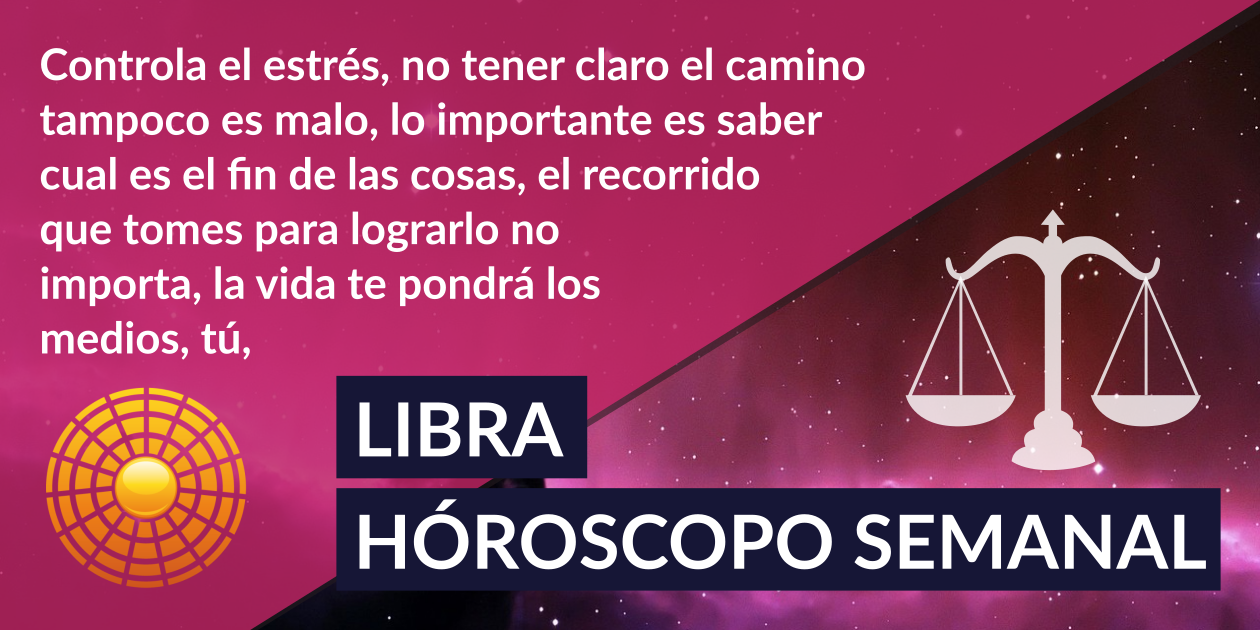 Controla el estrés, no tener claro el camino
tampoco es malo, lo importante es saber
cual es el fin de las cosas, el recorrido
que tomes para lograrlo no
importa, la vida te pondrá los
medios, tú,
LIBRA
HÓROSCOPO SEMANAL